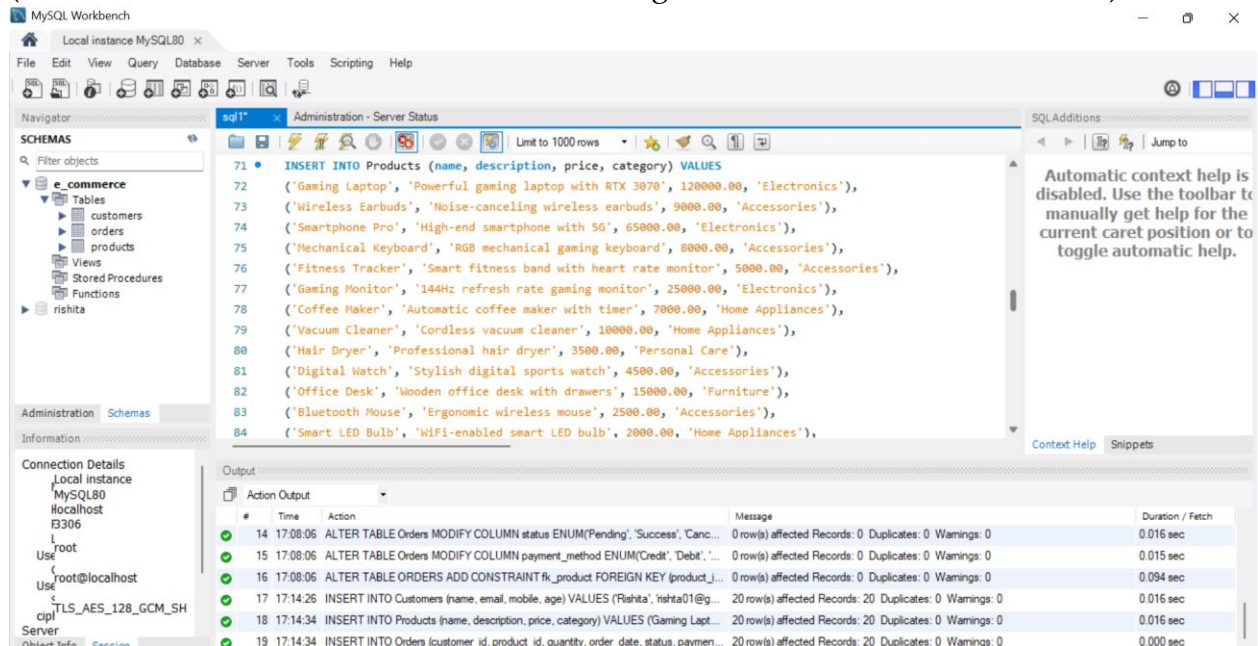 MySQL Workbench
Local instance MySQL80
File Edit View Query Database Server Tools Scripting Help
Navigator
SCHEMAS
Filter objects
e_commerce
Tables
customers
orders
products
Views
Stored Procedures
Functions
rishita
Administration Schemas
Information
Connection Details
Local instance
MySQL80
localhost
3306
root
root@localhost
TLS_AES_128_GCM_SH
Server
Object Info Session
sql1* Administration - Server Status
Limit to 1000 rows
71 INSERT INTO Products (name, description, price, category) VALUES
72 ('Gaming Laptop', 'Powerful gaming laptop with RTX 3070', 120000.00, 'Electronics'),
73 ('Wireless Earbuds', 'Noise-canceling wireless earbuds', 9000.00, 'Accessories'),
74 ('Smartphone Pro', 'High-end smartphone with 5G', 65000.00, 'Electronics'),
75 ('Mechanical Keyboard', 'RGB mechanical gaming keyboard', 8000.00, 'Accessories'),
76 ('Fitness Tracker', 'Smart fitness band with heart rate monitor', 5000.00, 'Accessories'),
77 ('Gaming Monitor', '144Hz refresh rate gaming monitor', 25000.00, 'Electronics'),
78 ('Coffee Maker', 'Automatic coffee maker with timer', 7000.00, 'Home Appliances'),
79 ('Vacuum Cleaner', 'Cordless vacuum cleaner', 10000.00, 'Home Appliances'),
80 ('Hair Dryer', 'Professional hair dryer', 3500.00, 'Personal Care'),
81 ('Digital Watch', 'Stylish digital sports watch', 4500.00, 'Accessories'),
82 ('Office Desk', 'Wooden office desk with drawers', 15000.00, 'Furniture'),
83 ('Bluetooth Mouse', 'Ergonomic wireless mouse', 2500.00, 'Accessories'),
84 ('Smart LED Bulb', 'WiFi-enabled smart LED bulb', 2000.00, 'Home Appliances'),
SQLAdditions
Jump to
Automatic context help is
disabled. Use the toolbar to
manually get help for the
current caret position or to
toggle automatic help.
Context Help Snippets
Output
Action Output
# Time Action Message Duration / Fetch
14 17:08:06 ALTER TABLE Orders MODIFY COLUMN status ENUM('Pending', 'Success', 'Canc... 0 row(s) affected Records: 0 Duplicates: 0 Warnings: 0 0.016 sec
15 17:08:06 ALTER TABLE Orders MODIFY COLUMN payment_method ENUM('Credit', 'Debit', '... 0 row(s) affected Records: 0 Duplicates: 0 Warnings: 0 0.015 sec
16 17:08:06 ALTER TABLE ORDERS ADD CONSTRAINT fk_product FOREIGN KEY (product_i... 0 row(s) affected Records: 0 Duplicates: 0 Warnings: 0 0.094 sec
17 17:14:26 INSERT INTO Customers (name, email, mobile, age) VALUES ('Rishita', 'rishta01@g... 20 row(s) affected Records: 20 Duplicates: 0 Warnings: 0 0.016 sec
18 17:14:34 INSERT INTO Products (name, description, price, category) VALUES ('Gaming Lapt... 20 row(s) affected Records: 20 Duplicates: 0 Warnings: 0 0.016 sec
19 17:14:34 INSERT INTO Orders (customer_id, product_id, quantity, order_date, status, paymen... 20 row(s) affected Records: 20 Duplicates: 0 Warnings: 0 0.000 sec